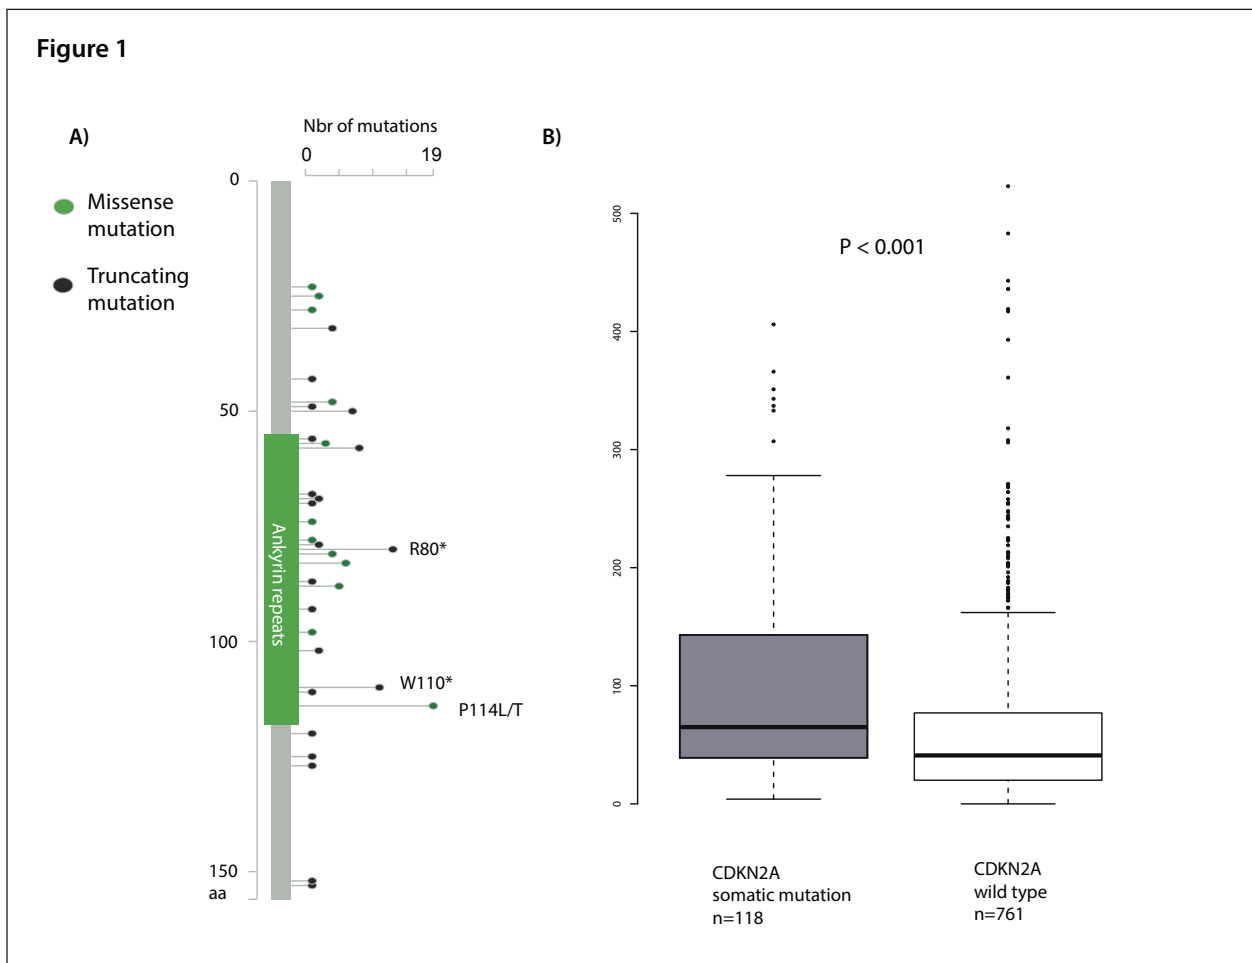 Figure 1
A)
Nbr of mutations
0
19
Missense
mutation
Truncating
mutation
0
50
100
150
aa
Ankyrin repeats
R80*
W110*
P114L/T
B)
P < 0.001
500
400
300
200
100
0
CDKN2A
somatic mutation
n=118
CDKN2A
wild type
n=761